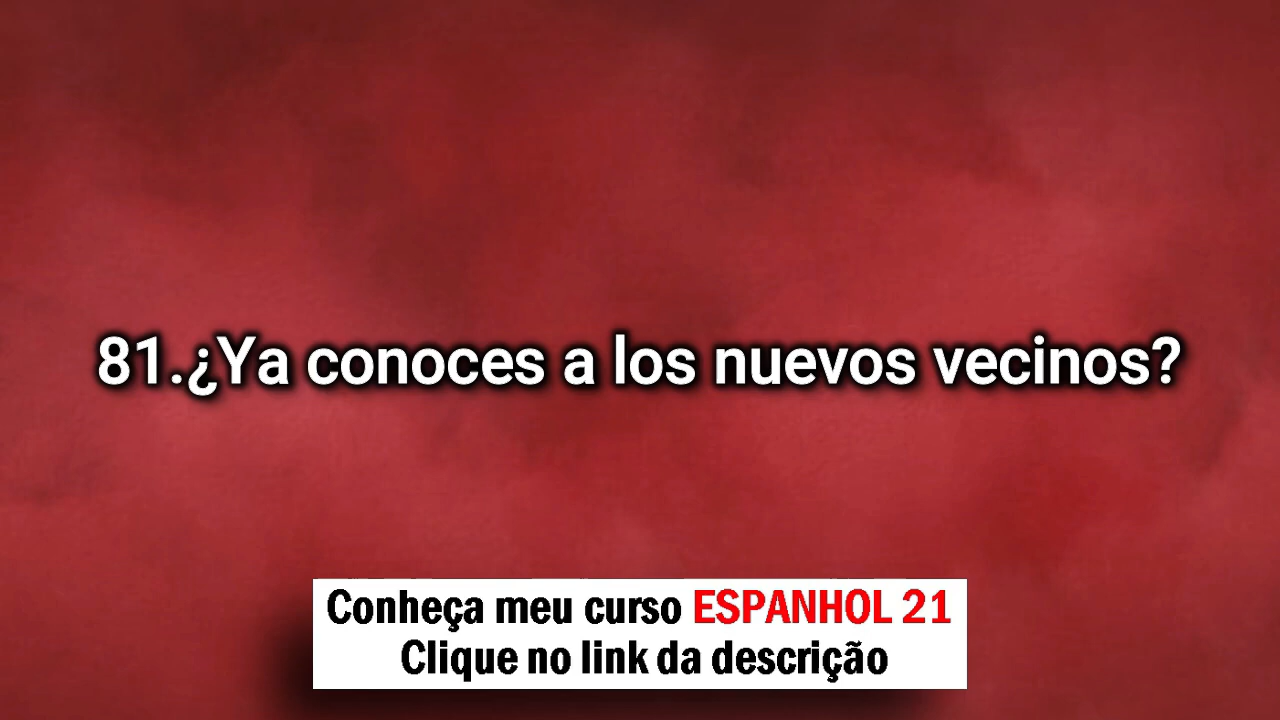 81.¿Ya conoces a los nuevos vecinos?
Conheça meu curso ESPANHOL 21
Clique no link da descrição